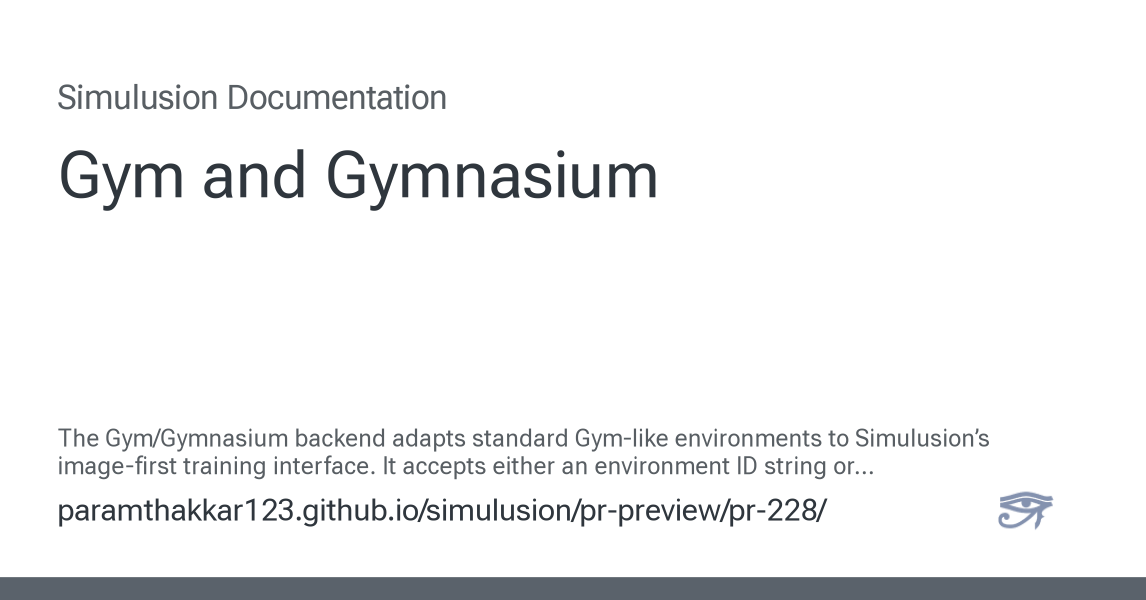 Simulusion Documentation
Gym and Gymnasium
The Gym/Gymnasium backend adapts standard Gym-like environments to Simulusion’s
image-first training interface. It accepts either an environment ID string or…
paramthakkar123.github.io/simulusion/pr-preview/pr-228/